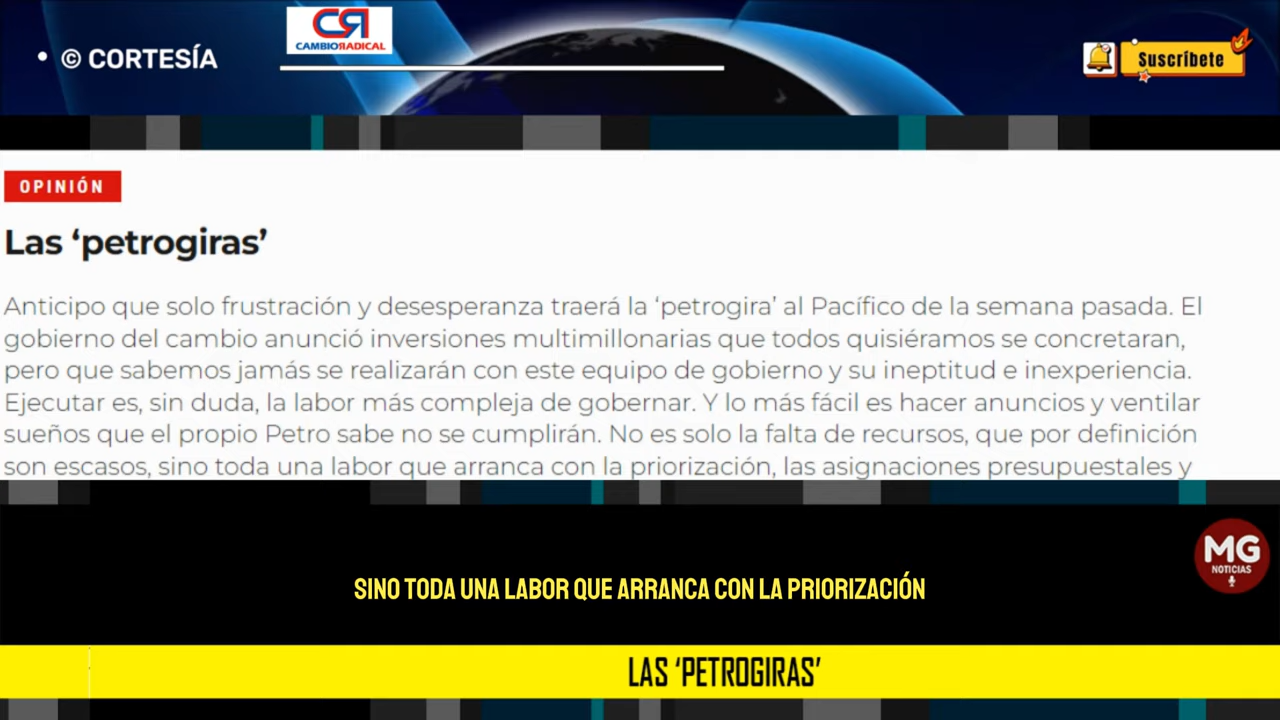 • © CORTESÍA
CR
CAMBIO RADICAL
Suscríbete
OPINIÓN
Las ‘petrogiras’
Anticipo que solo frustración y desesperanza traerá la ‘petrogira’ al Pacífico de la semana pasada. El
gobierno del cambio anunció inversiones multimillonarias que todos quisiéramos se concretaran,
pero que sabemos jamás se realizarán con este equipo de gobierno y su ineptitud e inexperiencia.
Ejecutar es, sin duda, la labor más compleja de gobernar. Y lo más fácil es hacer anuncios y ventilar
sueños que el propio Petro sabe no se cumplirán. No es solo la falta de recursos, que por definición
son escasos, sino toda una labor que arranca con la priorización, las asignaciones presupuestales y
MG
NOTICIAS
SINO TODA UNA LABOR QUE ARRANCA CON LA PRIORIZACIÓN
LAS ‘PETROGIRAS’